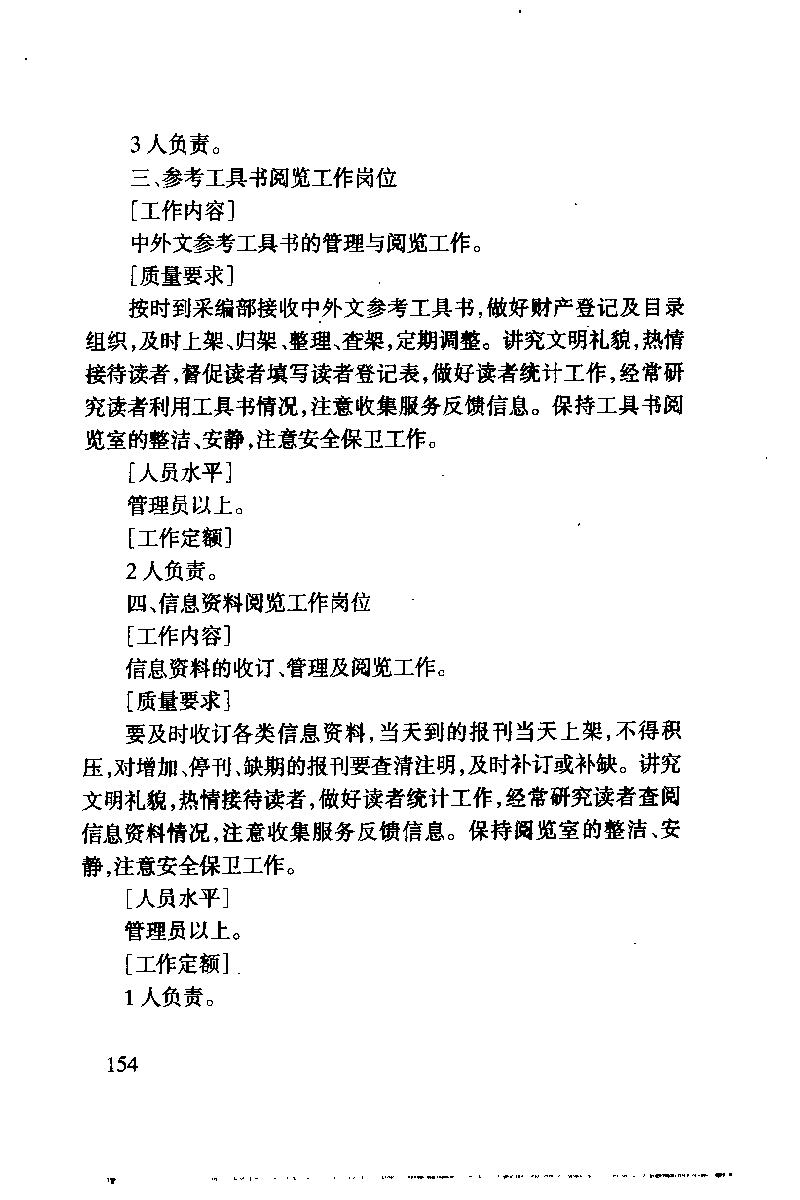 3人负责。
三、参考工具书阅览工作岗位
[工作内容]
中外文参考工具书的管理与阅览工作。
[质量要求]
按时到采编部接收中外文参考工具书,做好财产登记及目录
组织,及时上架、归架、整理、查架,定期调整。讲究文明礼貌,热情
接待读者,督促读者填写读者登记表,做好读者统计工作,经常研
究读者利用工具书情况,注意收集服务反馈信息。保持工具书阅
览室的整洁、安静,注意安全保卫工作。
[人员水平]
管理员以上。
[工作定额]
2人负责。
四、信息资料阅览工作岗位
[工作内容]
信息资料的收订、管理及阅览工作。
[质量要求]
要及时收订各类信息资料,当天到的报刊当天上架,不得积
压,对增加、停刊、缺期的报刊要查清注明,及时补订或补缺。讲究
文明礼貌,热情接待读者,做好读者统计工作,经常研究读者查阅
信息资料情况,注意收集服务反馈信息。保持阅览室的整洁、安
静,注意安全保卫工作。
[人员水平]
管理员以上。
[工作定额]
1人负责。
154